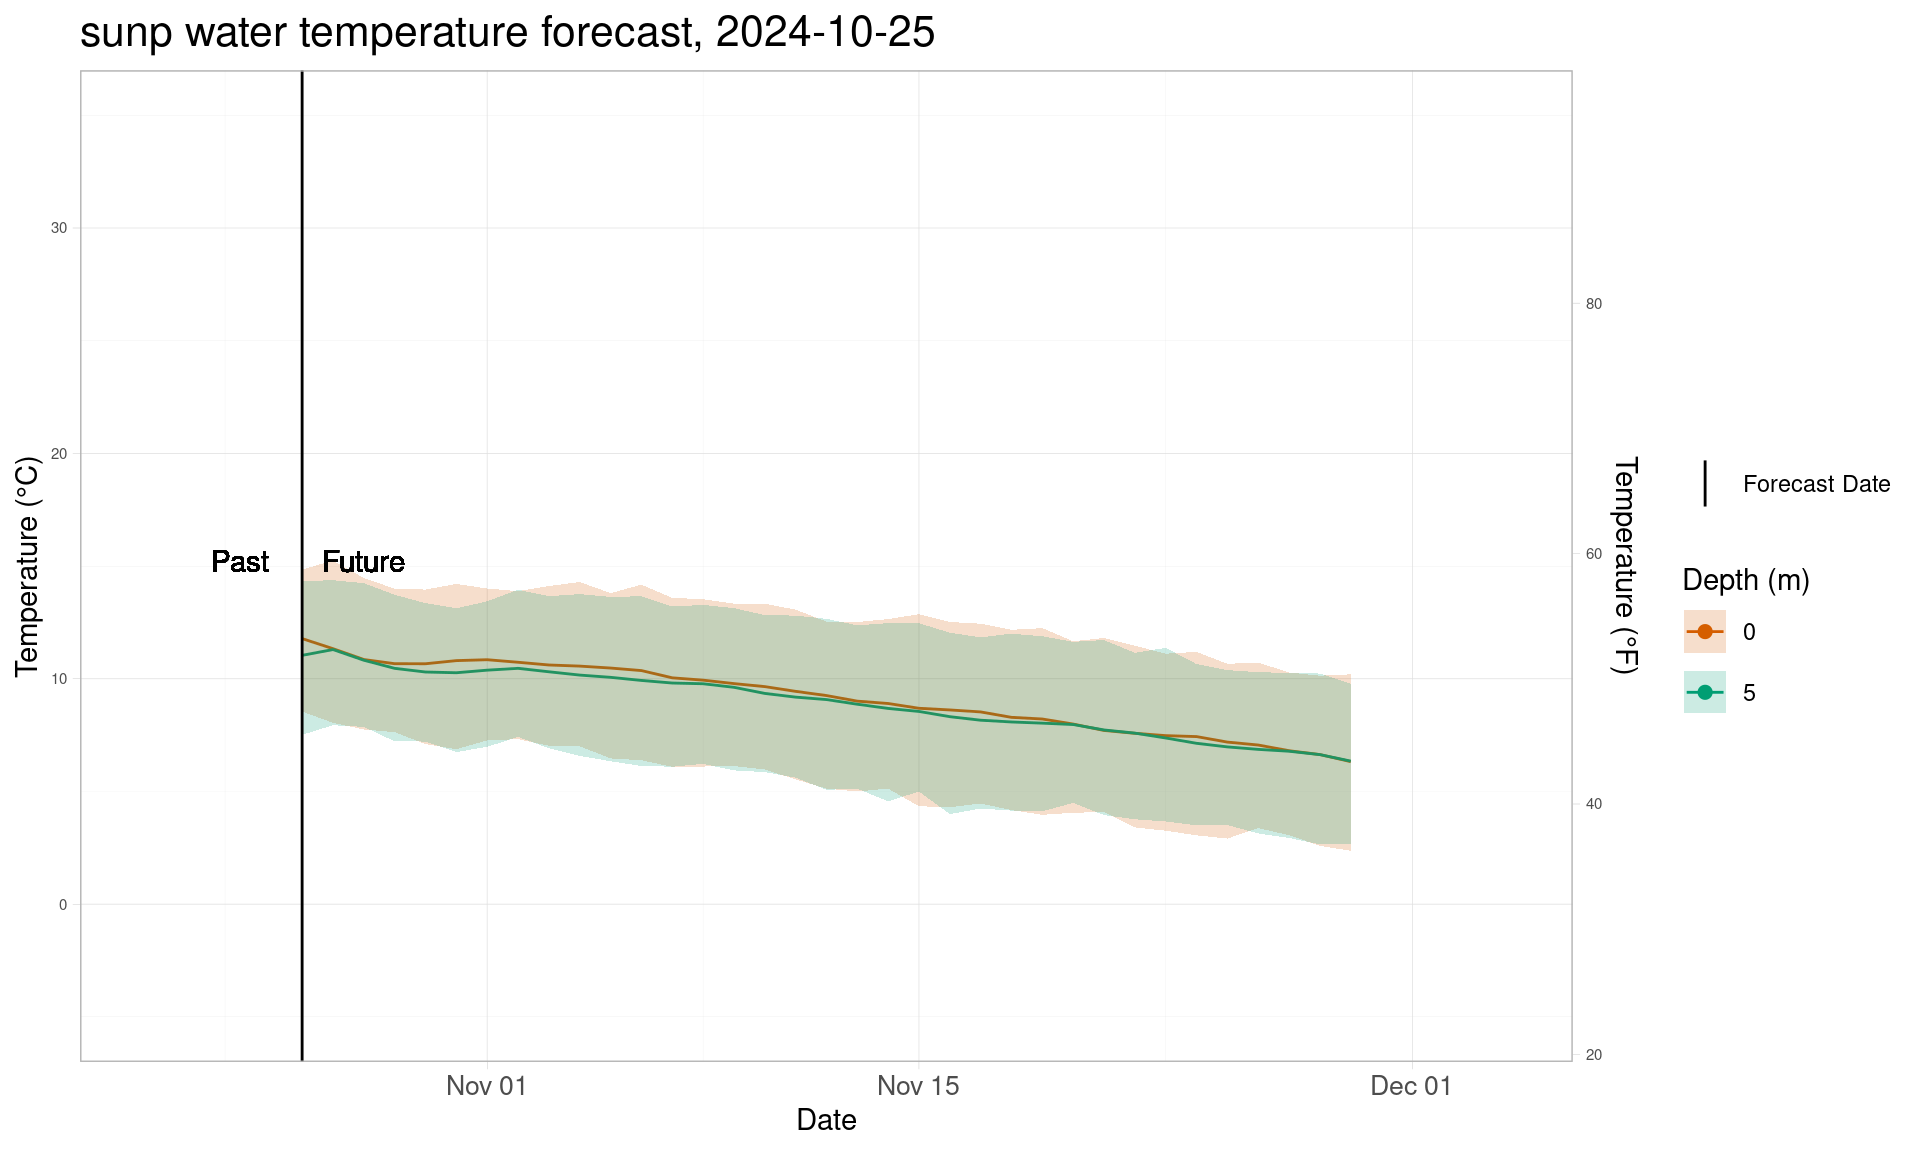 sunp water temperature forecast, 2024-10-25
Temperature (°C)
30
20
10
0
Past
Future
80
60
40
20
Temperature (°F)
Nov 01
Nov 15
Dec 01
Date
Forecast Date
Depth (m)
0
5